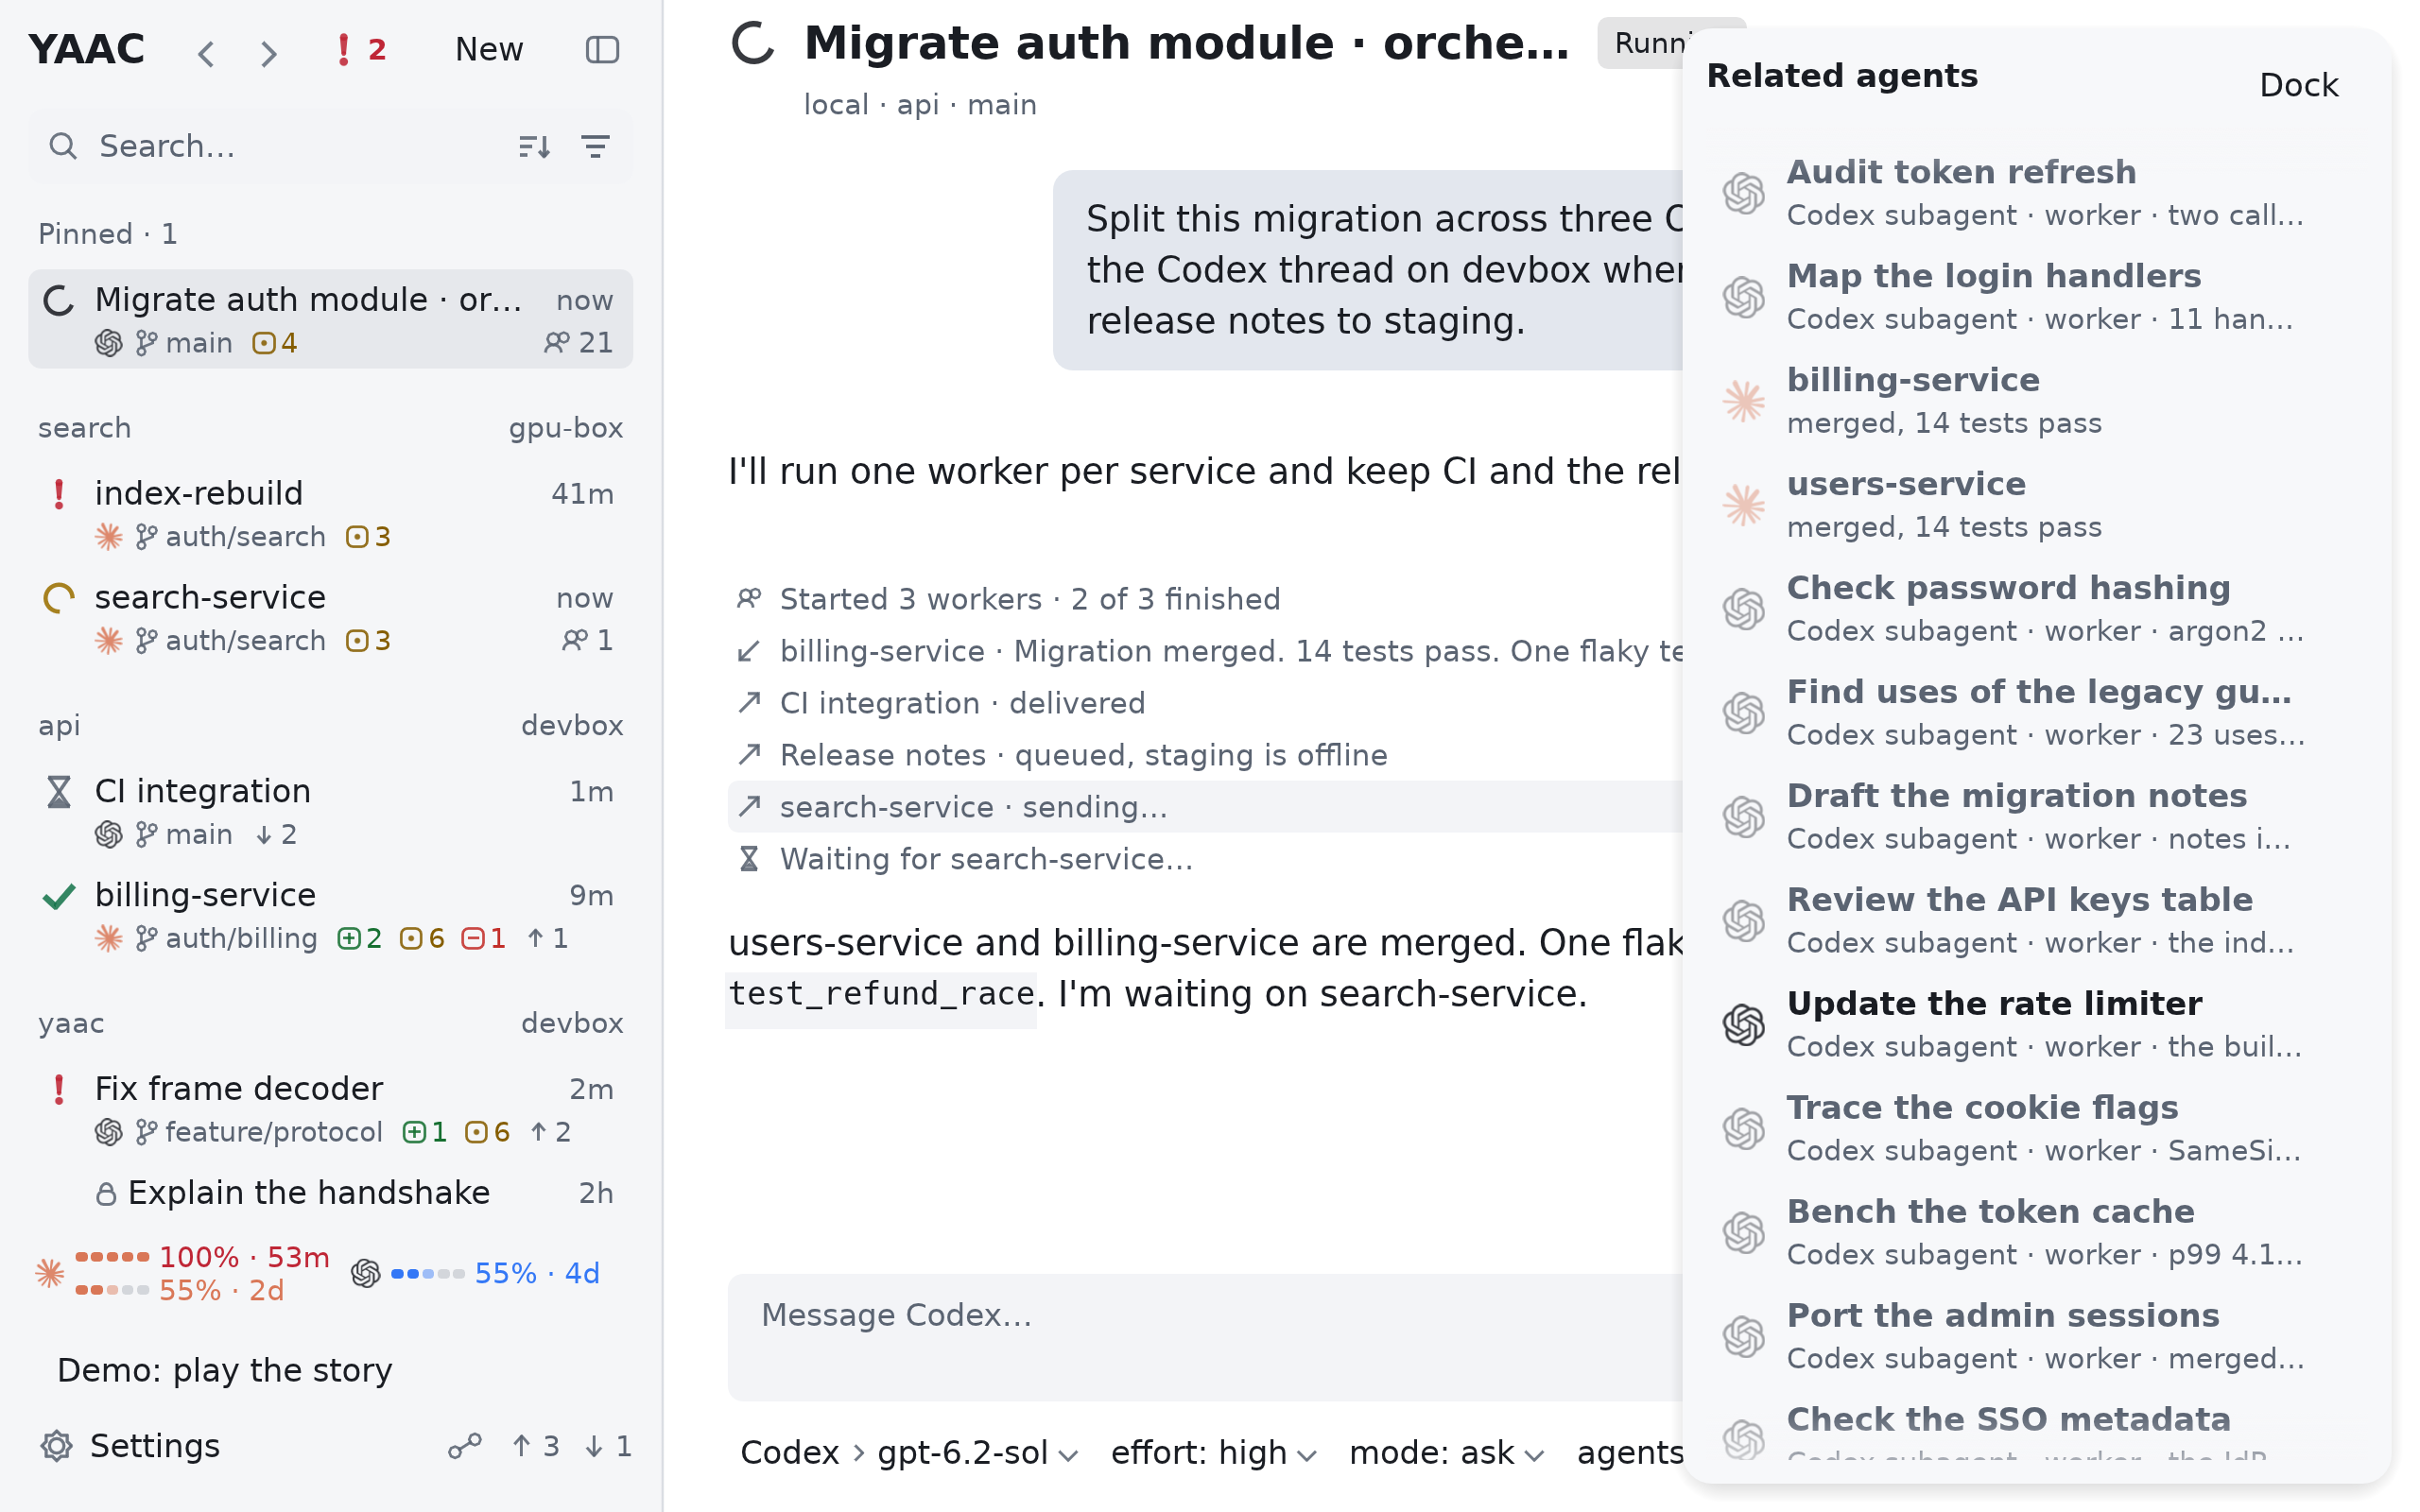 YAAC
2
New
Search...
Pinned · 1
Migrate auth module · or... now
main 4 21
search gpu-box
index-rebuild 41m
auth/search 3
search-service now
auth/search 3 1
api devbox
CI integration 1m
main ↓ 2
billing-service 9m
auth/billing 2 6 1 ↑ 1
yaac devbox
Fix frame decoder 2m
feature/protocol 1 6 ↑ 2
Explain the handshake 2h
100% · 53m
55% · 2d
55% · 4d
Demo: play the story
Settings ↑ 3 ↓ 1
Migrate auth module · orche...
local · api · main
Split this migration across three
the Codex thread on devbox
release notes to staging.
I'll run one worker per service and keep CI and the
Started 3 workers · 2 of 3 finished
billing-service · Migration merged. 14 tests pass. One flaky
CI integration · delivered
Release notes · queued, staging is offline
search-service · sending...
Waiting for search-service...
users-service and billing-service are merged. One
test_refund_race. I'm waiting on search-service.
Message Codex...
Codex > gpt-6.2-sol effort: high mode: ask agents
Related agents
Dock
Audit token refresh
Codex subagent · worker · two call...
Map the login handlers
Codex subagent · worker · 11 han...
billing-service
merged, 14 tests pass
users-service
merged, 14 tests pass
Check password hashing
Codex subagent · worker · argon2 ...
Find uses of the legacy gu...
Codex subagent · worker · 23 uses...
Draft the migration notes
Codex subagent · worker · notes i...
Review the API keys table
Codex subagent · worker · the ind...
Update the rate limiter
Codex subagent · worker · the buil...
Trace the cookie flags
Codex subagent · worker · SameSi...
Bench the token cache
Codex subagent · worker · p99 4.1...
Port the admin sessions
Codex subagent · worker · merged...
Check the SSO metadata